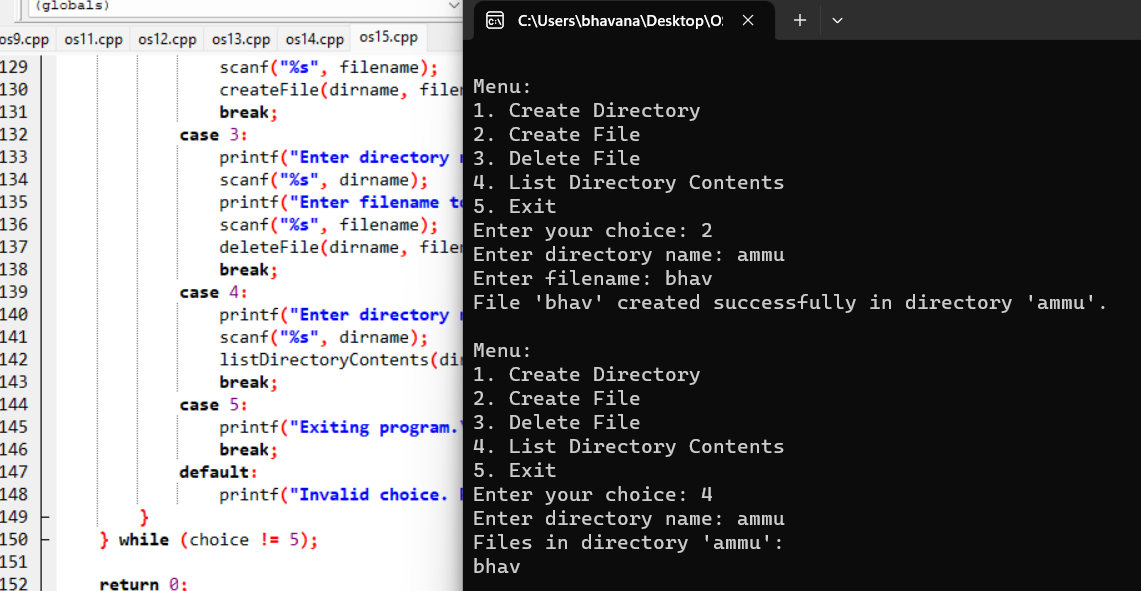 (globals)
os9.cpp os11.cpp os12.cpp os13.cpp os14.cpp os15.cpp
129 scanf("%s", filename);
130 createFile(dirname, filen
131 break;
132 case 3:
133 printf("Enter directory
134 scanf("%s", dirname);
135 printf("Enter filename to
136 scanf("%s", filename);
137 deleteFile(dirname, filen
138 break;
139 case 4:
140 printf("Enter directory
141 scanf("%s", dirname);
142 listDirectoryContents(dir
143 break;
144 case 5:
145 printf("Exiting program.\
146 break;
147 default:
148 printf("Invalid choice.
149 }
150 } while (choice != 5);
151
152 return 0;
C:\Users\bhavana\Desktop\O
Menu:
1. Create Directory
2. Create File
3. Delete File
4. List Directory Contents
5. Exit
Enter your choice: 2
Enter directory name: ammu
Enter filename: bhav
File 'bhav' created successfully in directory 'ammu'.
Menu:
1. Create Directory
2. Create File
3. Delete File
4. List Directory Contents
5. Exit
Enter your choice: 4
Enter directory name: ammu
Files in directory 'ammu':
bhav